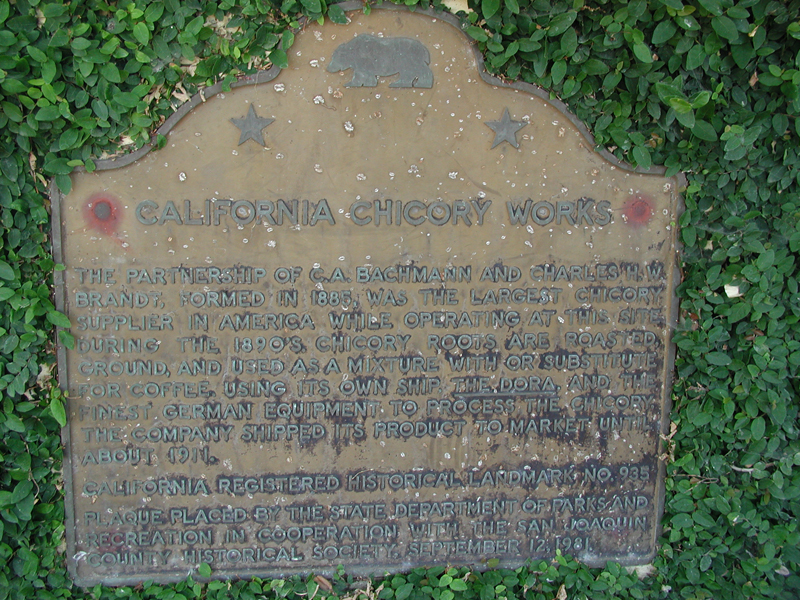 CALIFORNIA CHICORY WORKS
THE PARTNERSHIP OF C.A. BACHMANN AND CHARLES H. W.
BRANDT, FORMED IN 1885, WAS THE LARGEST CHICORY
SUPPLIER IN AMERICA WHILE OPERATING AT THIS SITE
DURING THE 1890'S. CHICORY ROOTS ARE ROASTED,
GROUND, AND USED AS A MIXTURE WITH OR SUBSTITUTE
FOR COFFEE. USING ITS OWN SHIP, THE DORA, AND THE
FINEST GERMAN EQUIPMENT TO PROCESS THE CHICORY,
THE COMPANY SHIPPED ITS PRODUCT TO MARKET UNTIL
ABOUT 1911.
CALIFORNIA REGISTERED HISTORICAL LANDMARK NO. 935
PLAQUE PLACED BY THE STATE DEPARTMENT OF PARKS AND
RECREATION IN COOPERATION WITH THE SAN JOAQUIN
COUNTY HISTORICAL SOCIETY, SEPTEMBER 12, 1981.